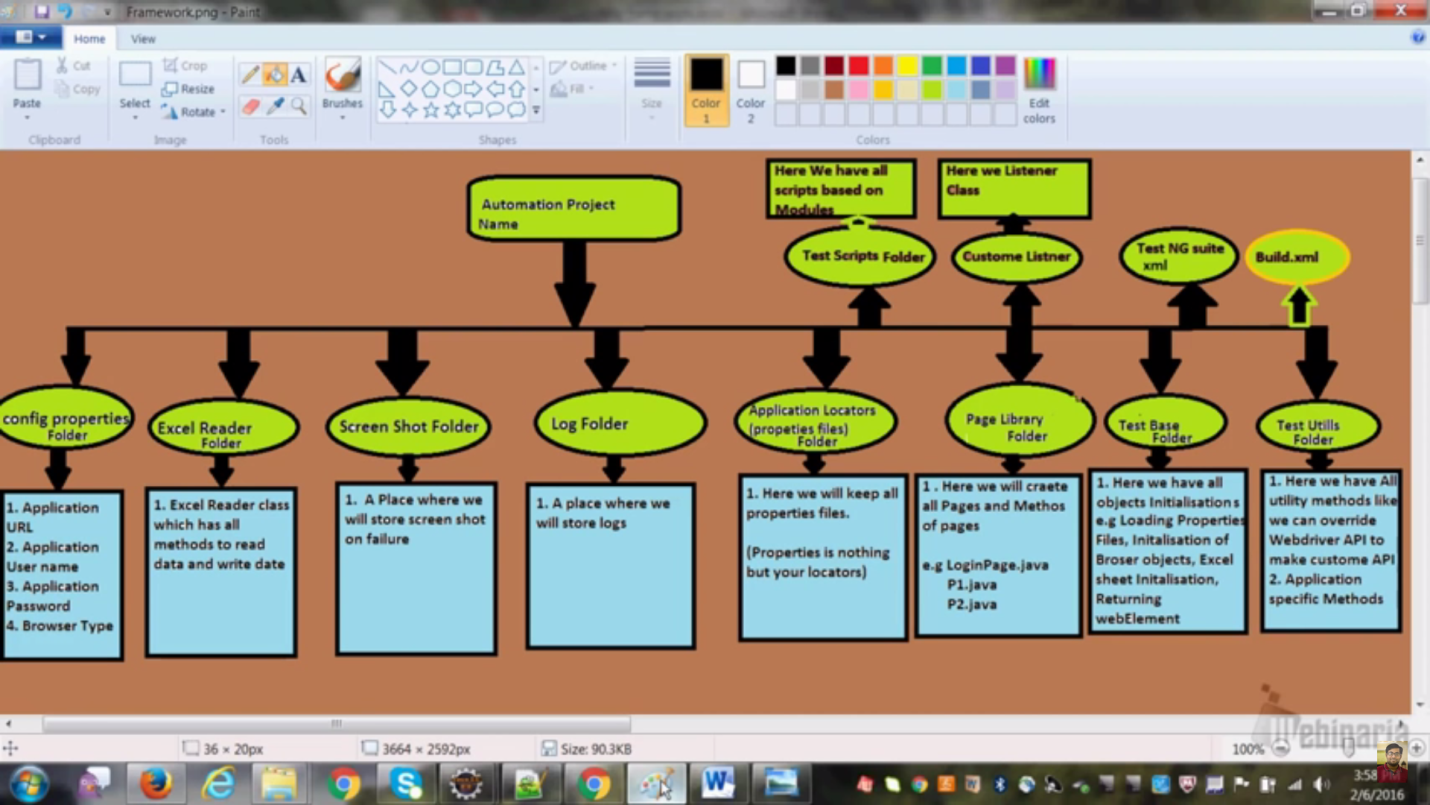 Framework.png - Paint
Home
View
Cut
Copy
Paste
Clipboard
Crop
Resize
Rotate
Select
Image
A
Tools
Brushes
Shapes
Outline
Fill
Size
Color
1
Color
2
Edit
colors
Colors
Automation Project
Name
Here We have all
scripts based on
Modules
Here we Listener
Class
Test Scripts Folder
Custome Listner
Test NG suite
xml
Build.xml
config properties
Folder
Excel Reader
Folder
Screen Shot Folder
Log Folder
Application Locators
(propeties files)
Folder
Page Library
Folder
Test Base
Folder
Test Utills
Folder
1. Application
URL
2. Application
User name
3. Application
Password
4. Browser Type
1. Excel Reader class
which has all
methods to read
data and write date
1. A Place where we
will store screen shot
on failure
1. A place where we
will store logs
1. Here we will keep all
properties files.
(Properties is nothing
but your locators)
1 . Here we will craete
all Pages and Methos
of pages
e.g LoginPage.java
P1.java
P2.java
1. Here we have all
objects Initialisations
e.g Loading Properties
Files, Initalisation of
Broser objects, Excel
sheet Initalisation,
Returning
webElement
1. Here we have All
utility methods like
we can override
Webdriver API to
make custome API
2. Application
specific Methods
Webinaria
36 × 20px
3664 × 2592px
Size: 90.3KB
100%
3:58 PM
2/6/2016